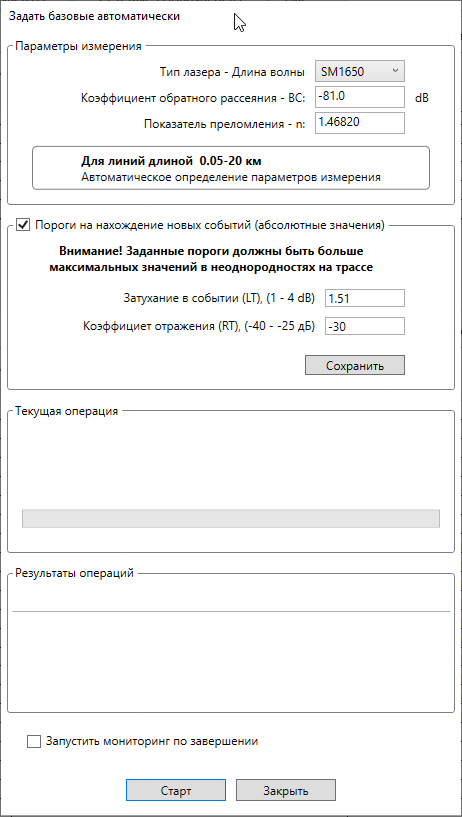 Задать базовые автоматически
Параметры измерения
Тип лазера - Длина волны SM1650
Коэффициент обратного рассеяния - BC: -81.0 dB
Показатель преломления - n: 1.46820
Для линий длиной 0.05-20 км
Автоматическое определение параметров измерения
Пороги на нахождение новых событий (абсолютные значения)
Внимание! Заданные пороги должны быть больше
максимальных значений в неоднородностях на трассе
Затухание в событии (LT), (1 - 4 dB) 1.51
Коэффициет отражения (RT), (-40 - -25 дБ) -30
Сохранить
Текущая операция
Результаты операций
Запустить мониторинг по завершении
Старт Закрыть